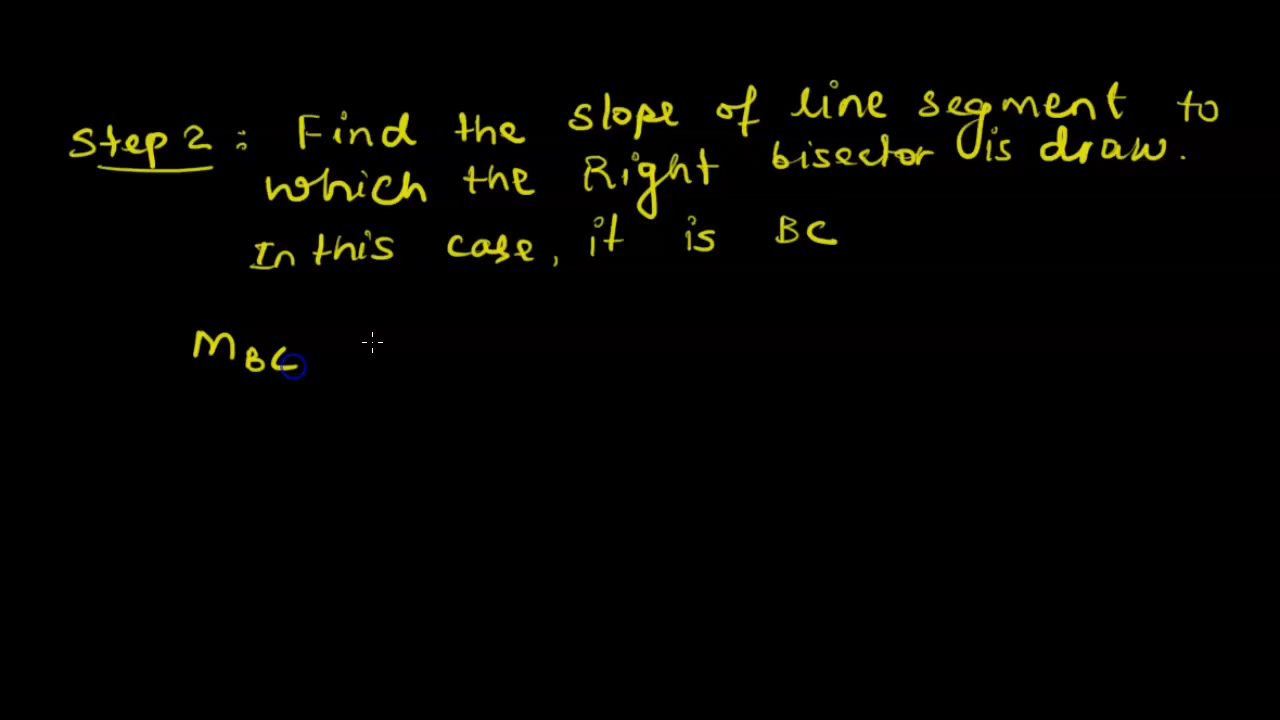 Step 2 : Find the slope of line segment to
which the Right bisector is draw.
In this case, it is BC
M BC